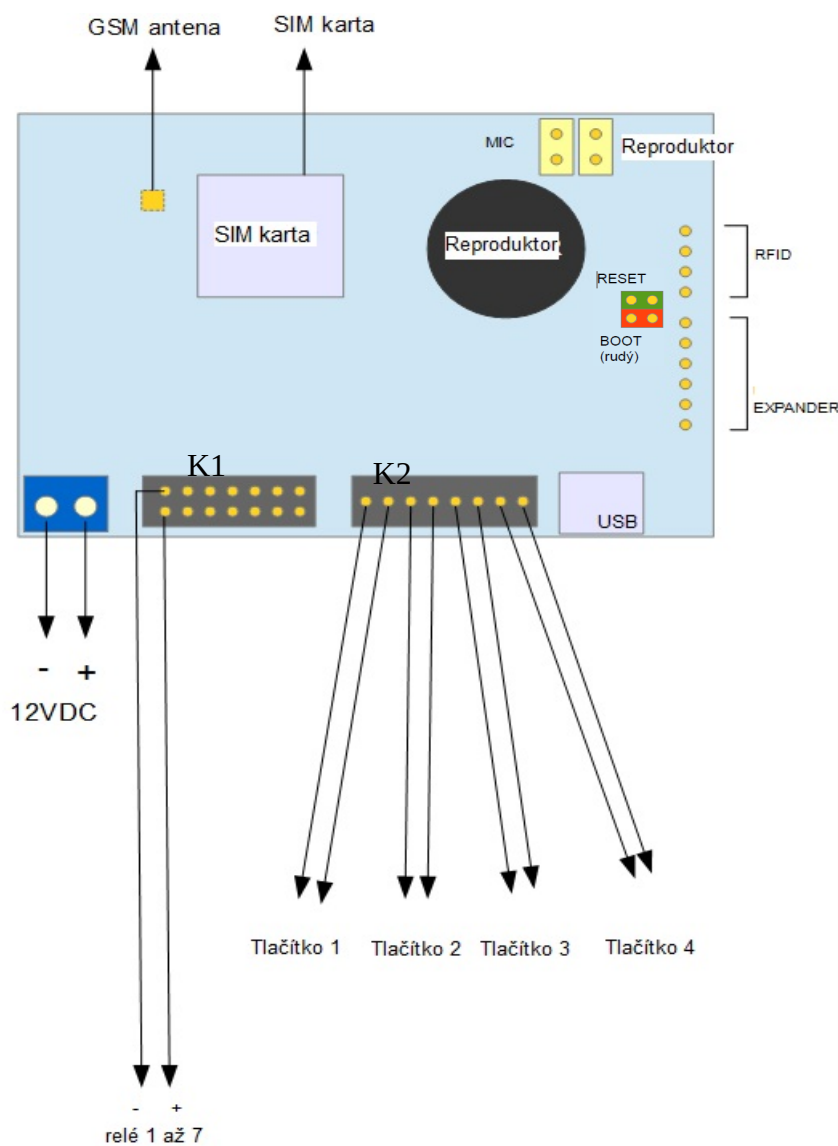 GSM antena
SIM karta
MIC
Reproduktor
SIM karta
Reproduktor
RFID
RESET
BOOT
(rudý)
EXPANDER
K1
K2
USB
- +
12VDC
Tlačítko 1
Tlačítko 2
Tlačítko 3
Tlačítko 4
- +
relé 1 až 7